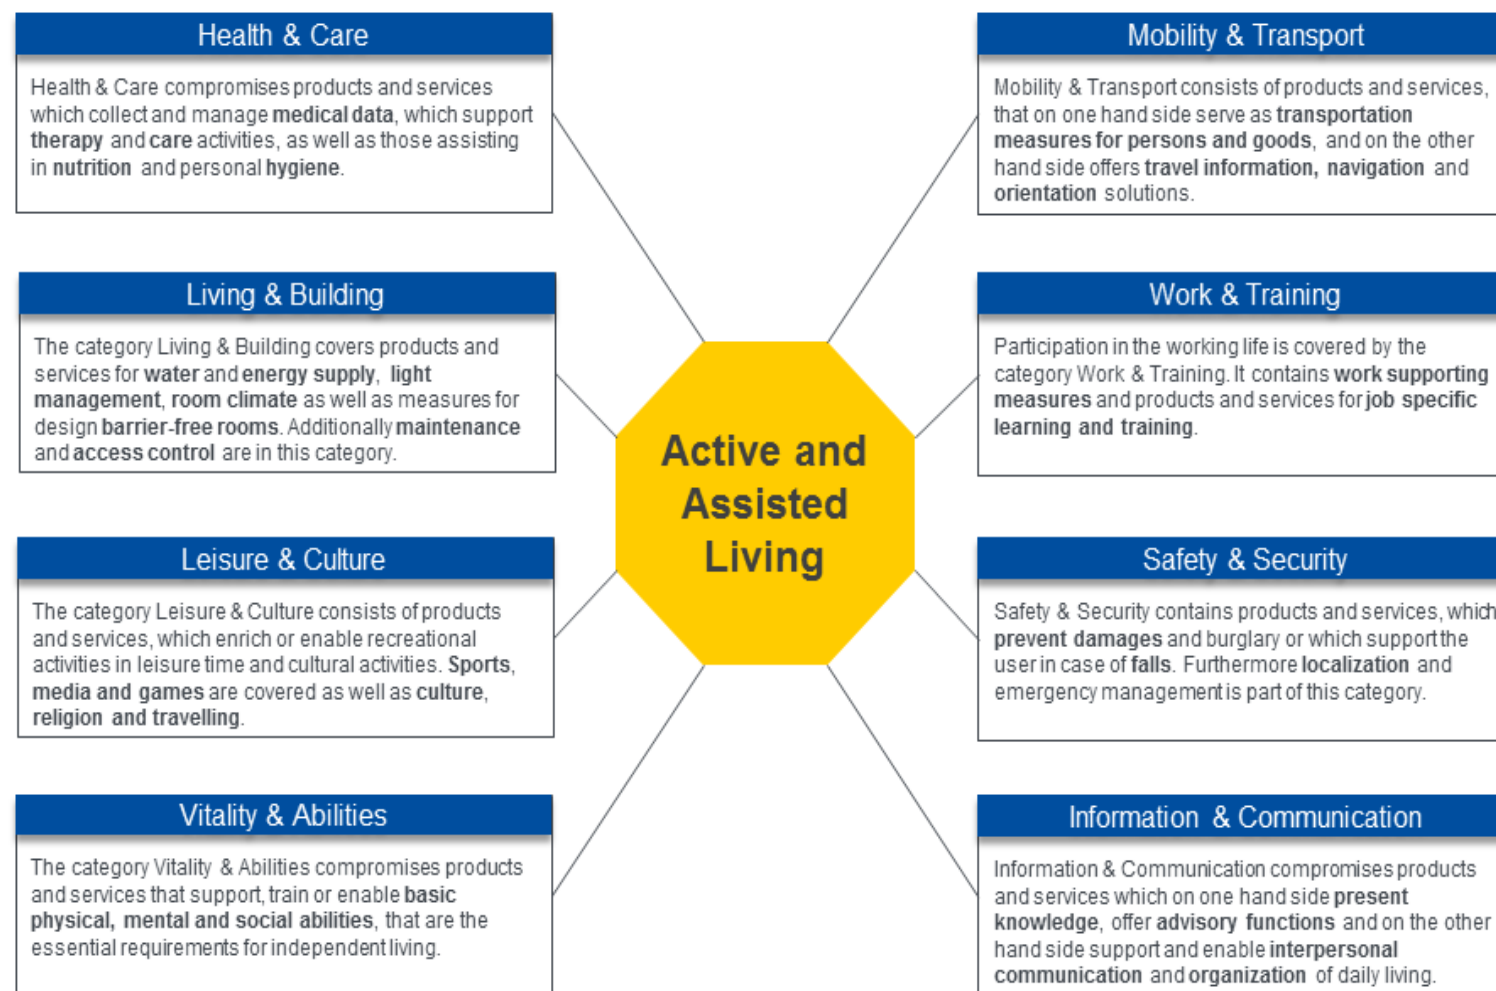 Health & Care
Health & Care compromises products and services
which collect and manage medical data, which support
therapy and care activities, as well as those assisting
in nutrition and personal hygiene.
Living & Building
The category Living & Building covers products and
services for water and energy supply, light
management, room climate as well as measures for
design barrier-free rooms. Additionally maintenance
and access control are in this category.
Leisure & Culture
The category Leisure & Culture consists of products
and services, which enrich or enable recreational
activities in leisure time and cultural activities. Sports,
media and games are covered as well as culture,
religion and travelling.
Vitality & Abilities
The category Vitality & Abilities compromises products
and services that support, train or enable basic
physical, mental and social abilities, that are the
essential requirements for independent living.
Active and
Assisted
Living
Mobility & Transport
Mobility & Transport consists of products and services,
that on one hand side serve as transportation
measures for persons and goods, and on the other
hand side offers travel information, navigation and
orientation solutions.
Work & Training
Participation in the working life is covered by the
category Work & Training. It contains work supporting
measures and products and services for job specific
learning and training.
Safety & Security
Safety & Security contains products and services, which
prevent damages and burglary or which support the
user in case of falls. Furthermore localization and
emergency management is part of this category.
Information & Communication
Information & Communication compromises products
and services which on one hand side present
knowledge, offer advisory functions and on the other
hand side support and enable interpersonal
communication and organization of daily living.